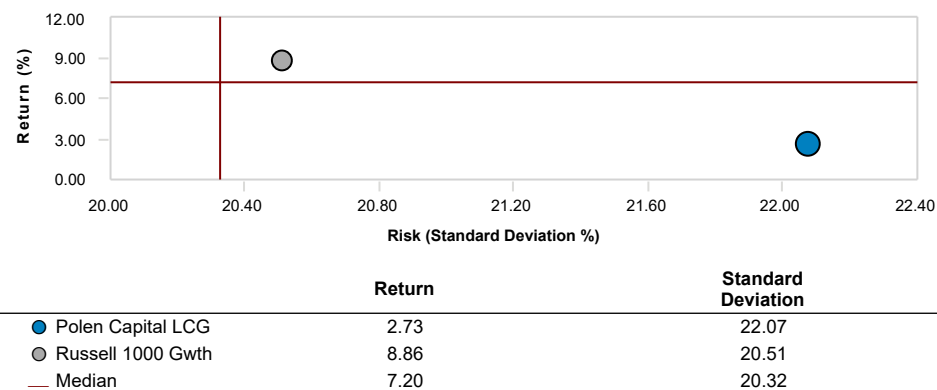 12.00
9.00
6.00
3.00
0.00
Return (%)
20.00 20.40 20.80 21.20 21.60 22.00 22.40
Risk (Standard Deviation %)
Return Standard Deviation
Polen Capital LCG 2.73 22.07
Russell 1000 Gwth 8.86 20.51
Median 7.20 20.32